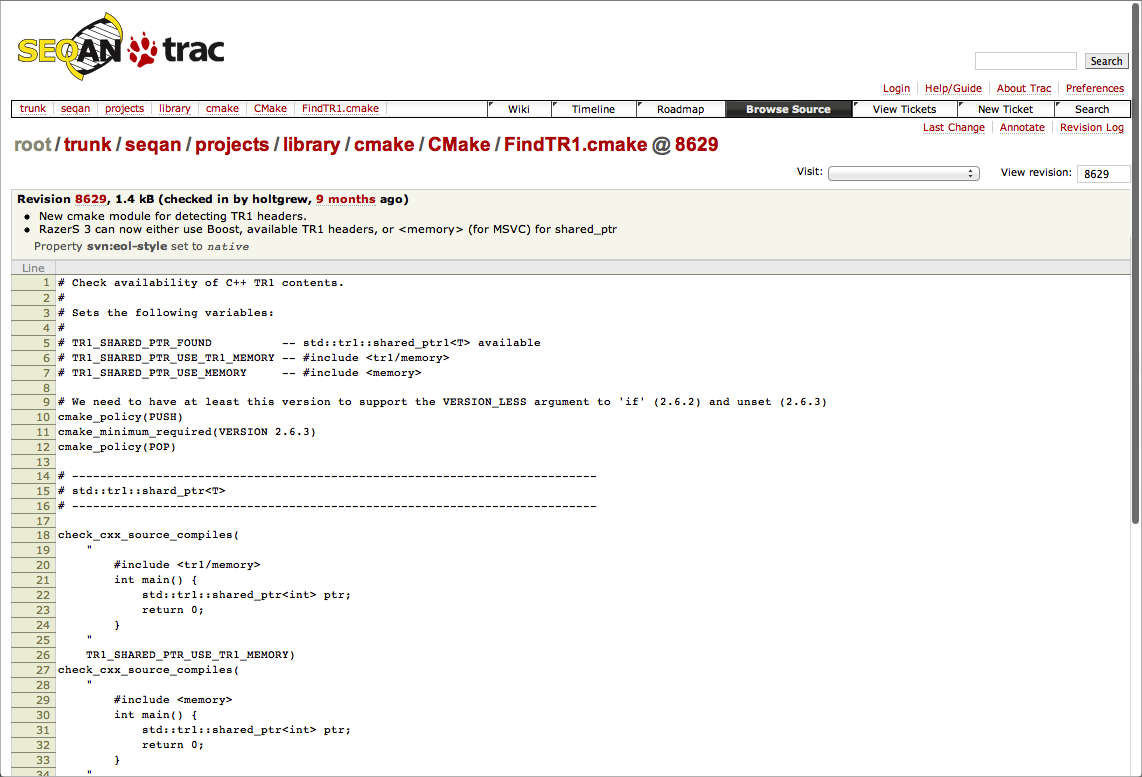 SEQAN trac
Search
Login Help/Guide About Trac Preferences
trunk seqan projects library cmake CMake FindTR1.cmake Wiki Timeline Roadmap Browse Source View Tickets New Ticket Search
Last Change Annotate Revision Log
root/trunk/seqan/projects/library/cmake/CMake/FindTR1.cmake @ 8629
Visit: View revision: 8629
Revision 8629, 1.4 kB (checked in by holtgrew, 9 months ago)
• New cmake module for detecting TR1 headers.
• RazerS 3 can now either use Boost, available TR1 headers, or <memory> (for MSVC) for shared_ptr
Property svn:eol-style set to native
Line
1 # Check availability of C++ TR1 contents.
2 #
3 # Sets the following variables:
4 #
5 # TR1_SHARED_PTR_FOUND -- std::tr1::shared_ptr1<T> available
6 # TR1_SHARED_PTR_USE_TR1_MEMORY -- #include <tr1/memory>
7 # TR1_SHARED_PTR_USE_MEMORY -- #include <memory>
8
9 # We need to have at least this version to support the VERSION_LESS argument to 'if' (2.6.2) and unset (2.6.3)
10 cmake_policy(PUSH)
11 cmake_minimum_required(VERSION 2.6.3)
12 cmake_policy(POP)
13
14 # ---------------------------------------------------------------------------
15 # std::tr1::shard_ptr<T>
16 # ---------------------------------------------------------------------------
17
18 check_cxx_source_compiles(
19 "
20 #include <tr1/memory>
21 int main() {
22 std::tr1::shared_ptr<int> ptr;
23 return 0;
24 }
25 "
26 TR1_SHARED_PTR_USE_TR1_MEMORY)
27 check_cxx_source_compiles(
28 "
29 #include <memory>
30 int main() {
31 std::tr1::shared_ptr<int> ptr;
32 return 0;
33 }
34 "